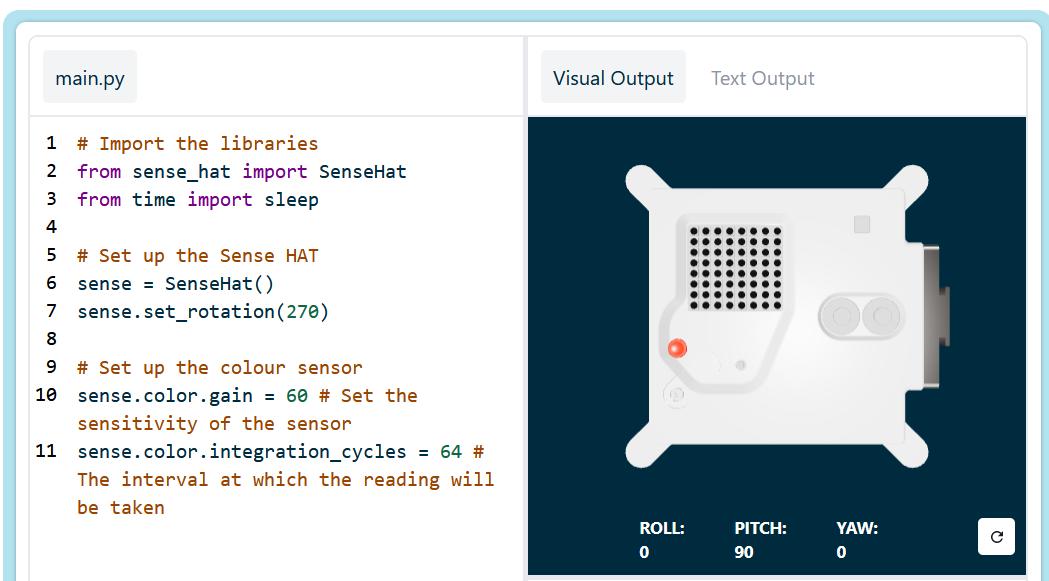 main.py
Visual Output Text Output
1 # Import the libraries
2 from sense_hat import SenseHat
3 from time import sleep
4
5 # Set up the Sense HAT
6 sense = SenseHat()
7 sense.set_rotation(270)
8
9 # Set up the colour sensor
10 sense.color.gain = 60 # Set the
sensitivity of the sensor
11 sense.color.integration_cycles = 64 #
The interval at which the reading will
be taken
ROLL: PITCH: YAW:
0 90 0